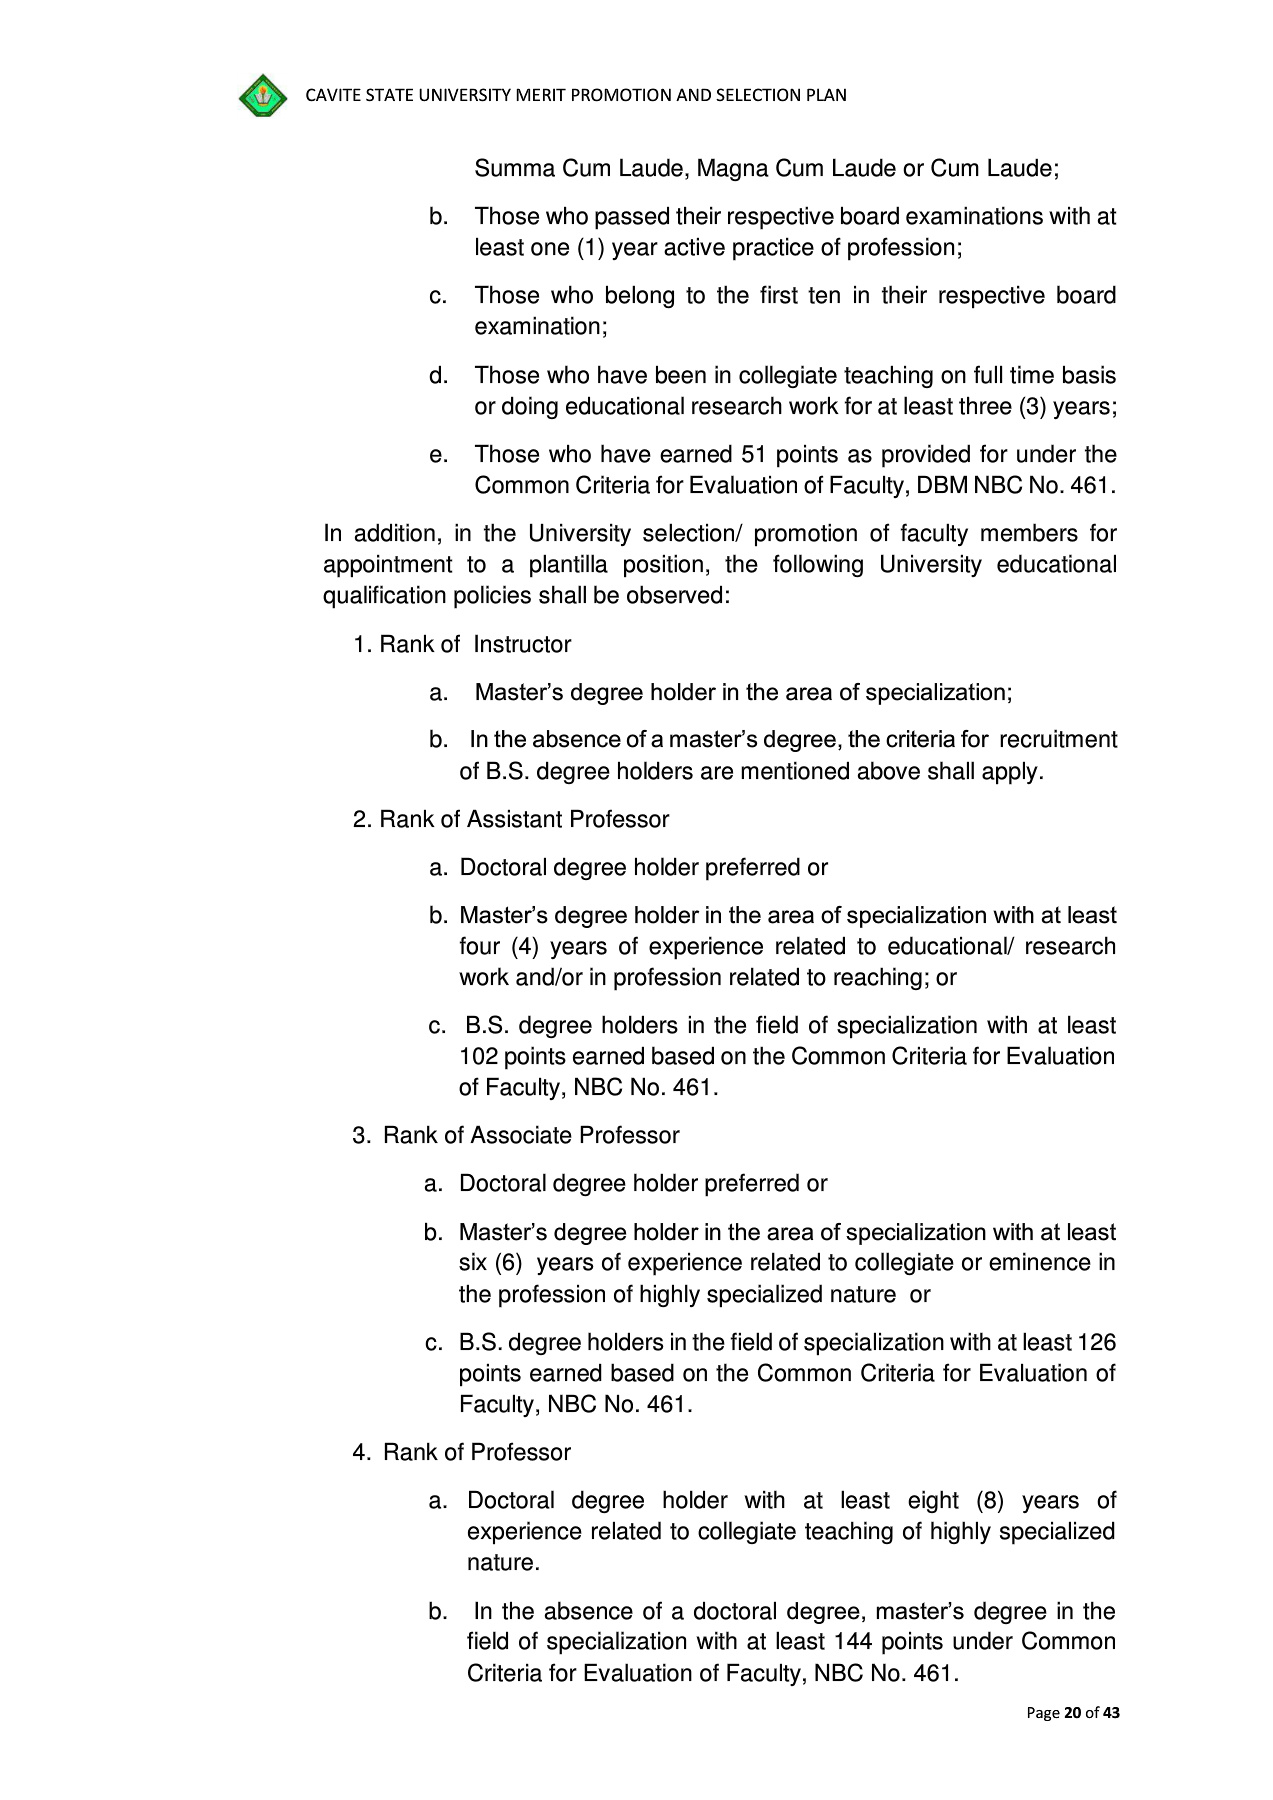 CAVITE STATE UNIVERSITY MERIT PROMOTION AND SELECTION PLAN
Summa Cum Laude, Magna Cum Laude or Cum Laude;
b. Those who passed their respective board examinations with at
least one (1) year active practice of profession;
c. Those who belong to the first ten in their respective board
examination;
d. Those who have been in collegiate teaching on full time basis
or doing educational research work for at least three (3) years;
e. Those who have earned 51 points as provided for under the
Common Criteria for Evaluation of Faculty, DBM NBC No. 461.
In addition, in the University selection/ promotion of faculty members for
appointment to a plantilla position, the following University educational
qualification policies shall be observed:
1. Rank of Instructor
a. Master’s degree holder in the area of specialization;
b. In the absence of a master’s degree, the criteria for recruitment
of B.S. degree holders are mentioned above shall apply.
2. Rank of Assistant Professor
a. Doctoral degree holder preferred or
b. Master’s degree holder in the area of specialization with at least
four (4) years of experience related to educational/ research
work and/or in profession related to reaching; or
c. B.S. degree holders in the field of specialization with at least
102 points earned based on the Common Criteria for Evaluation
of Faculty, NBC No. 461.
3. Rank of Associate Professor
a. Doctoral degree holder preferred or
b. Master’s degree holder in the area of specialization with at least
six (6) years of experience related to collegiate or eminence in
the profession of highly specialized nature or
c. B.S. degree holders in the field of specialization with at least 126
points earned based on the Common Criteria for Evaluation of
Faculty, NBC No. 461.
4. Rank of Professor
a. Doctoral degree holder with at least eight (8) years of
experience related to collegiate teaching of highly specialized
nature.
b. In the absence of a doctoral degree, master’s degree in the
field of specialization with at least 144 points under Common
Criteria for Evaluation of Faculty, NBC No. 461.
Page 20 of 43